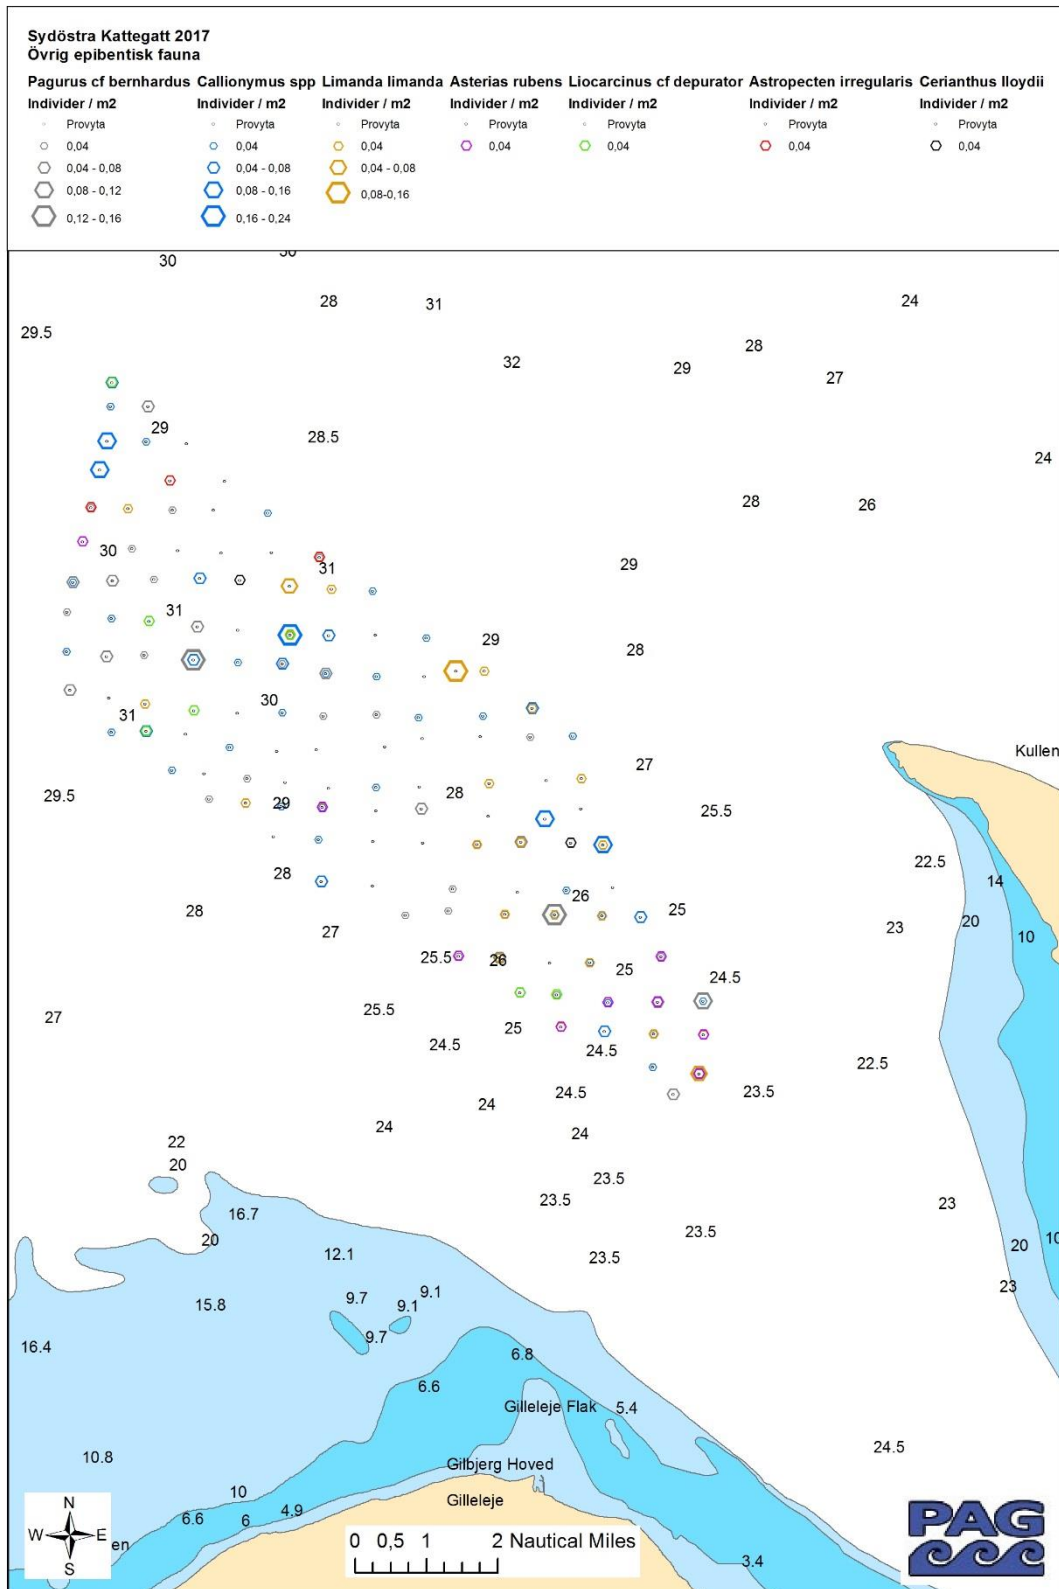 Sydöstra Kattegatt 2017
Övrig epibentisk fauna
Pagurus cf bernhardus Callionymus spp Limanda limanda Asterias rubens Liocarcinus cf depurator Astropecten irregularis Cerianthus lloydii
Individer / m2 Individer / m2 Individer / m2 Individer / m2 Individer / m2 Individer / m2 Individer / m2
Provyta Provyta Provyta Provyta Provyta Provyta Provyta
0,04 0,04 0,04 0,04 0,04 0,04 0,04
0,04 - 0,08 0,04 - 0,08 0,04 - 0,08
0,08 - 0,12 0,08 - 0,16 0,08-0,16
0,12 - 0,16 0,16 - 0,24
30
30
28 31 24
29.5
28
32 29
27
29 28.5
24
28 26
30
31 29
31
29 28
30
31
Kullen
27
29.5 29 28
25.5
22.5
28 14
26
28 25
20
27 23 10
25.5 26
25 24.5
27 25.5
25
24.5 24.5
22.5
24.5 23.5
24
24 24
22
20
23.5
23.5
16.7 23
23.5
20 20 10
12.1 23.5
23
9.7 9.1
15.8 9.1
9.7
16.4
6.8
6.6
Gilleleje Flak 5.4
24.5
10.8
Gilbjerg Hoved
10
Gilleleje
4.9
6.6 6
N
W E
S
en
0 0,5 1 2 Nautical Miles
3.4
PAG